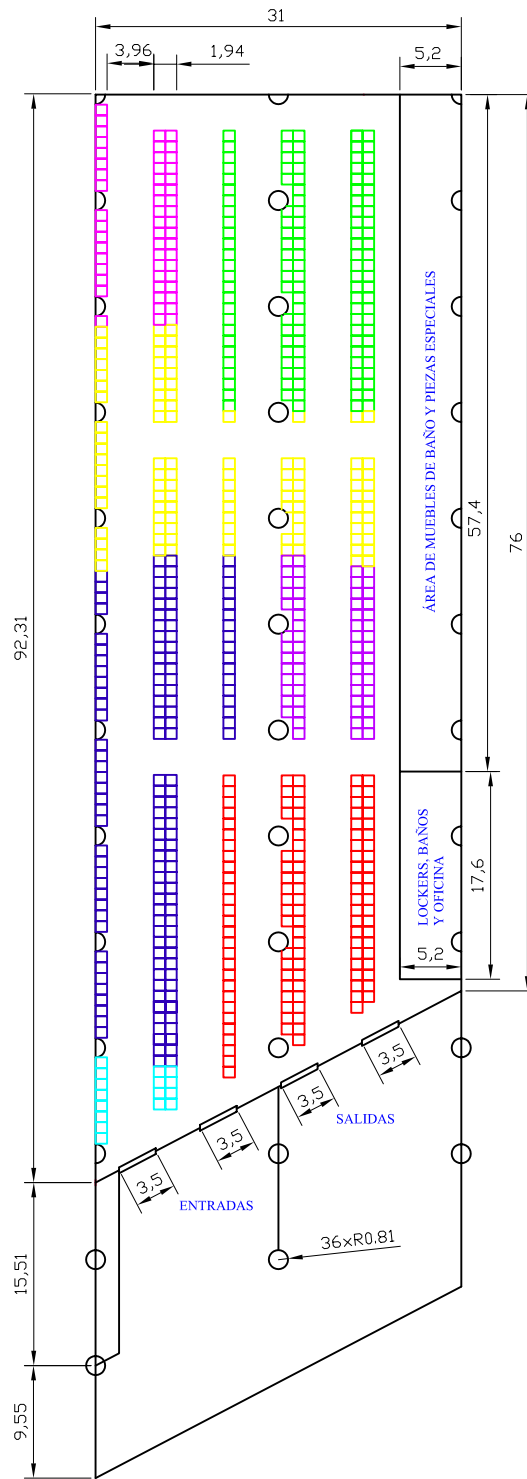 31
3,96
1,94
5,2
92,31
ÁREA DE MUEBLES DE BAÑO Y PIEZAS ESPECIALES
57,4
76
LOCKERS, BAÑOS
Y OFICINA
17,6
5,2
3,5
3,5
SALIDAS
3,5
3,5
ENTRADAS
15,51
36xR0.81
9,55